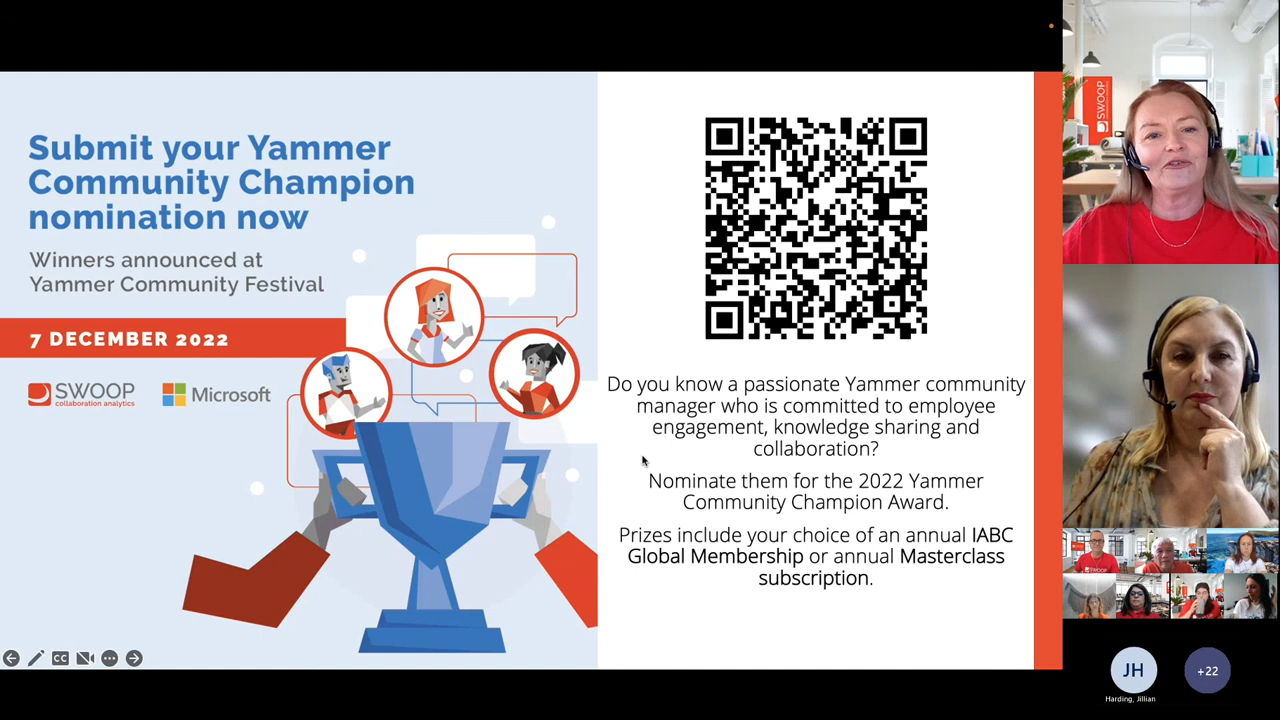 Submit your Yammer
Community Champion
nomination now
Winners announced at
Yammer Community Festival
7 DECEMBER 2022
SWOOP
collaboration analytics
Microsoft
Do you know a passionate Yammer community
manager who is committed to employee
engagement, knowledge sharing and
collaboration?
Nominate them for the 2022 Yammer
Community Champion Award.
Prizes include your choice of an annual IABC
Global Membership or annual Masterclass
subscription.
CC
SWOOP
SWOOP
JH
Harding, Jillian
+22